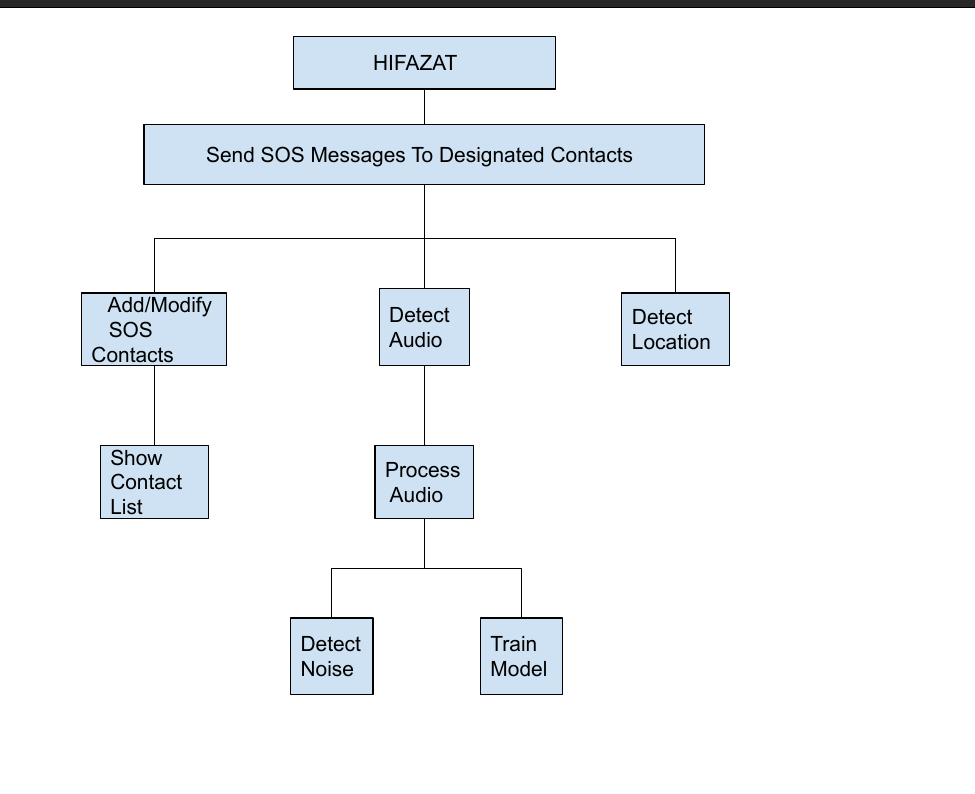 HIFAZAT
Send SOS Messages To Designated Contacts
Add/Modify
SOS
Contacts
Detect
Audio
Detect
Location
Show
Contact
List
Process
Audio
Detect
Noise
Train
Model